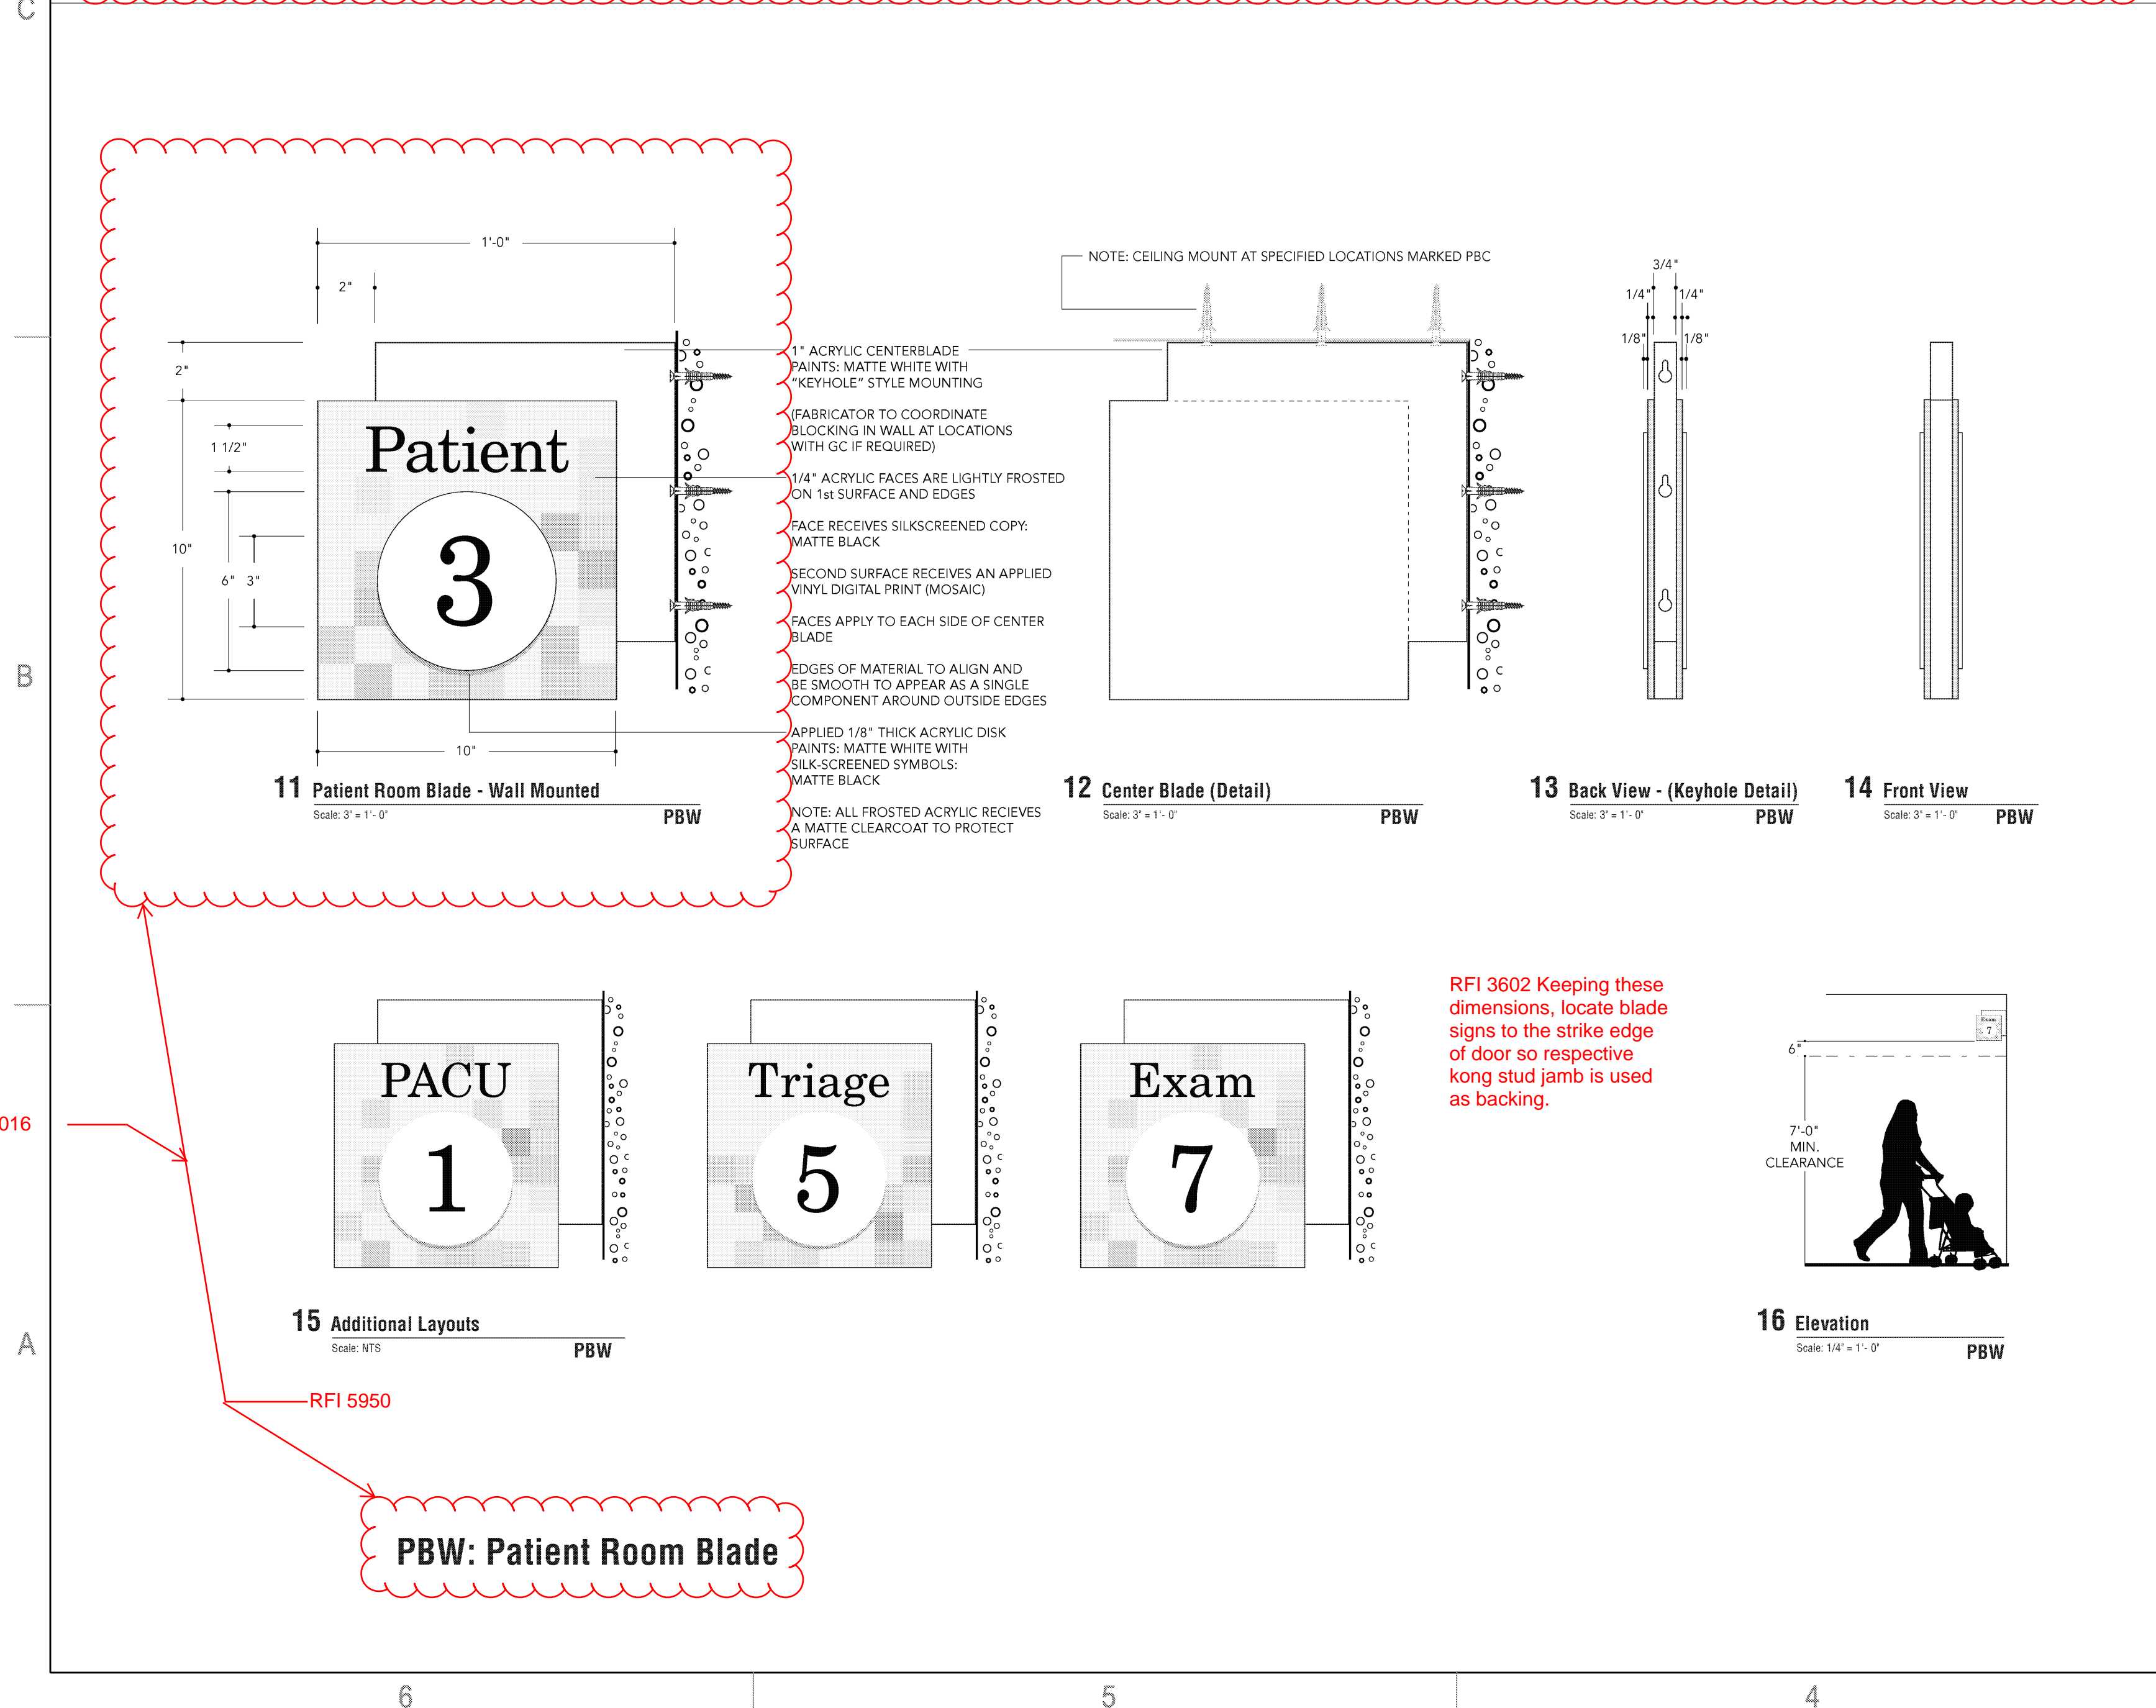 C
1'-0"
2"
2"
1 1/2"
10"
6"
3"
10"
Patient
3
11 Patient Room Blade - Wall Mounted
Scale: 3" = 1'- 0"
PBW
1" ACRYLIC CENTERBLADE
PAINTS: MATTE WHITE WITH
“KEYHOLE” STYLE MOUNTING
(FABRICATOR TO COORDINATE
BLOCKING IN WALL AT LOCATIONS
WITH GC IF REQUIRED)
1/4" ACRYLIC FACES ARE LIGHTLY FROSTED
ON 1st SURFACE AND EDGES
FACE RECEIVES SILKSCREENED COPY:
MATTE BLACK
SECOND SURFACE RECEIVES AN APPLIED
VINYL DIGITAL PRINT (MOSAIC)
FACES APPLY TO EACH SIDE OF CENTER
BLADE
EDGES OF MATERIAL TO ALIGN AND
BE SMOOTH TO APPEAR AS A SINGLE
COMPONENT AROUND OUTSIDE EDGES
APPLIED 1/8" THICK ACRYLIC DISK
PAINTS: MATTE WHITE WITH
SILK-SCREENED SYMBOLS:
MATTE BLACK
NOTE: ALL FROSTED ACRYLIC RECIEVES
A MATTE CLEARCOAT TO PROTECT
SURFACE
NOTE: CEILING MOUNT AT SPECIFIED LOCATIONS MARKED PBC
12 Center Blade (Detail)
Scale: 3" = 1'- 0"
PBW
3/4"
1/4" 1/4"
1/8" 1/8"
13 Back View - (Keyhole Detail)
Scale: 3" = 1'- 0"
PBW
14 Front View
Scale: 3" = 1'- 0"
PBW
B
PACU
1
Triage
5
Exam
7
15 Additional Layouts
Scale: NTS
PBW
RFI 3602 Keeping these
dimensions, locate blade
signs to the strike edge
of door so respective
kong stud jamb is used
as backing.
Exam
7
6"
7'-0"
MIN.
CLEARANCE
16 Elevation
Scale: 1/4" = 1'- 0"
PBW
016
A
RFI 5950
PBW: Patient Room Blade
6
5
4